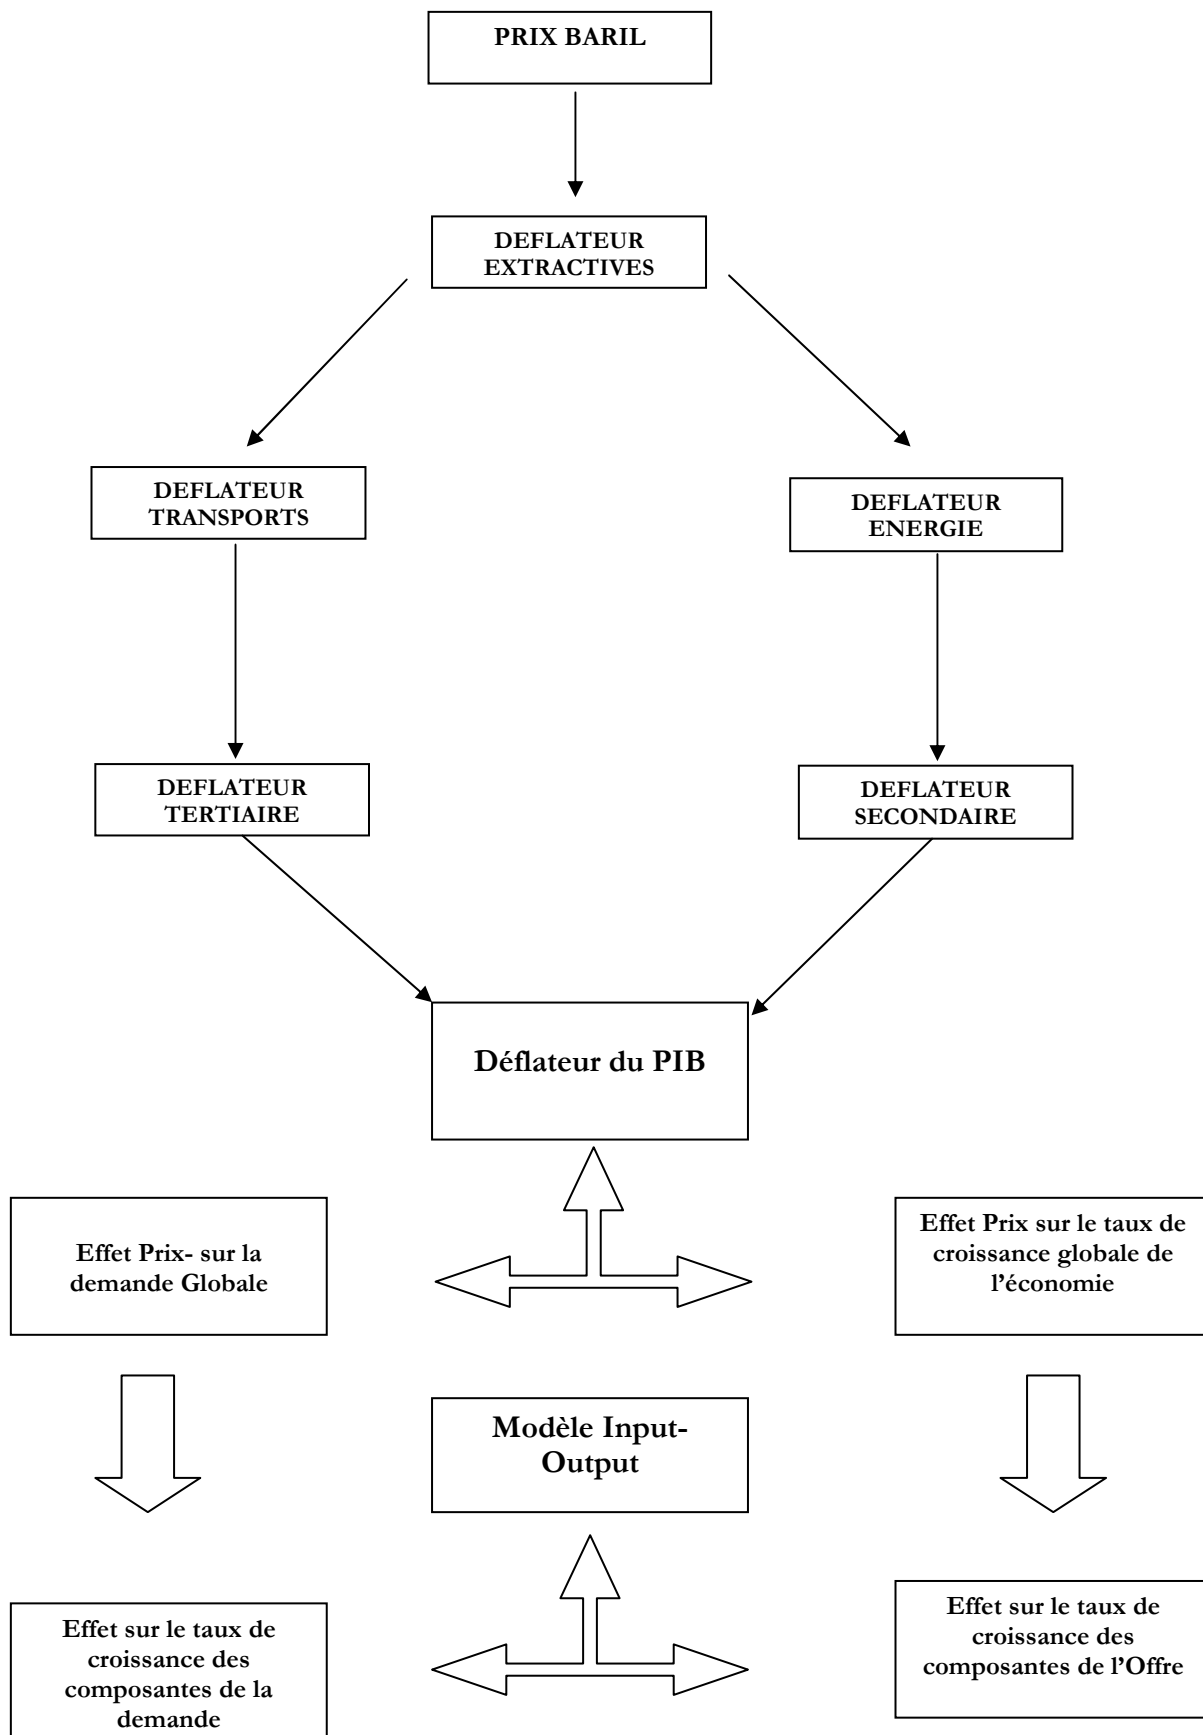 PRIX BARIL
DEFLATEUR
EXTRACTIVES
DEFLATEUR
TRANSPORTS
DEFLATEUR
ENERGIE
DEFLATEUR
TERTIAIRE
DEFLATEUR
SECONDAIRE
Déflateur du PIB
Effet Prix- sur la
demande Globale
Effet Prix sur le taux de
croissance globale de
l’économie
Modèle Input-
Output
Effet sur le taux de
croissance des
composantes de la
demande
Effet sur le taux de
croissance des
composantes de l’Offre